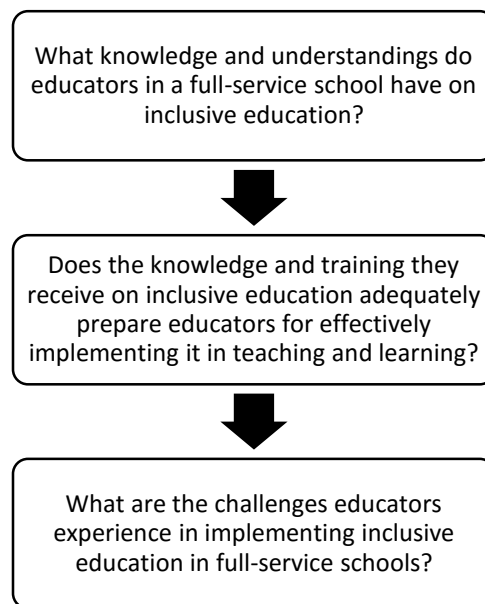 What knowledge and understandings do
educators in a full-service school have on
inclusive education?
Does the knowledge and training they
receive on inclusive education adequately
prepare educators for effectively
implementing it in teaching and learning?
What are the challenges educators
experience in implementing inclusive
education in full-service schools?